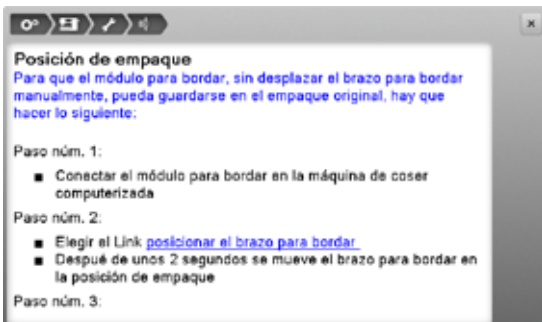 Posición de empaque
Para que el módulo para bordar, sin desplazar el brazo para bordar
manualmente, pueda guardarse en el empaque original, hay que
hacer lo siguiente:
Paso núm. 1:
■ Conectar el módulo para bordar en la máquina de coser
computerizada
Paso núm. 2:
■ Elegir el Link posicionar el brazo para bordar
■ Después de unos 2 segundos se mueve el brazo para bordar en
la posición de empaque
Paso núm. 3: